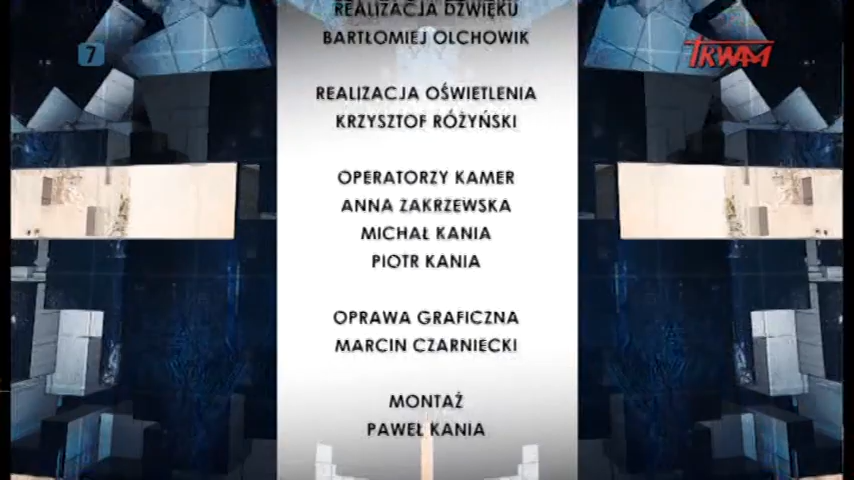 REALIZACJA DŹWIĘKU
BARTŁOMIEJ OLCHOWIK
7
TRWAM
REALIZACJA OŚWIETLENIA
KRZYSZTOF RÓŻYŃSKI
OPERATORZY KAMER
ANNA ZAKRZEWSKA
MICHAŁ KANIA
PIOTR KANIA
OPRAWA GRAFICZNA
MARCIN CZARNIECKI
MONTAŻ
PAWEŁ KANIA